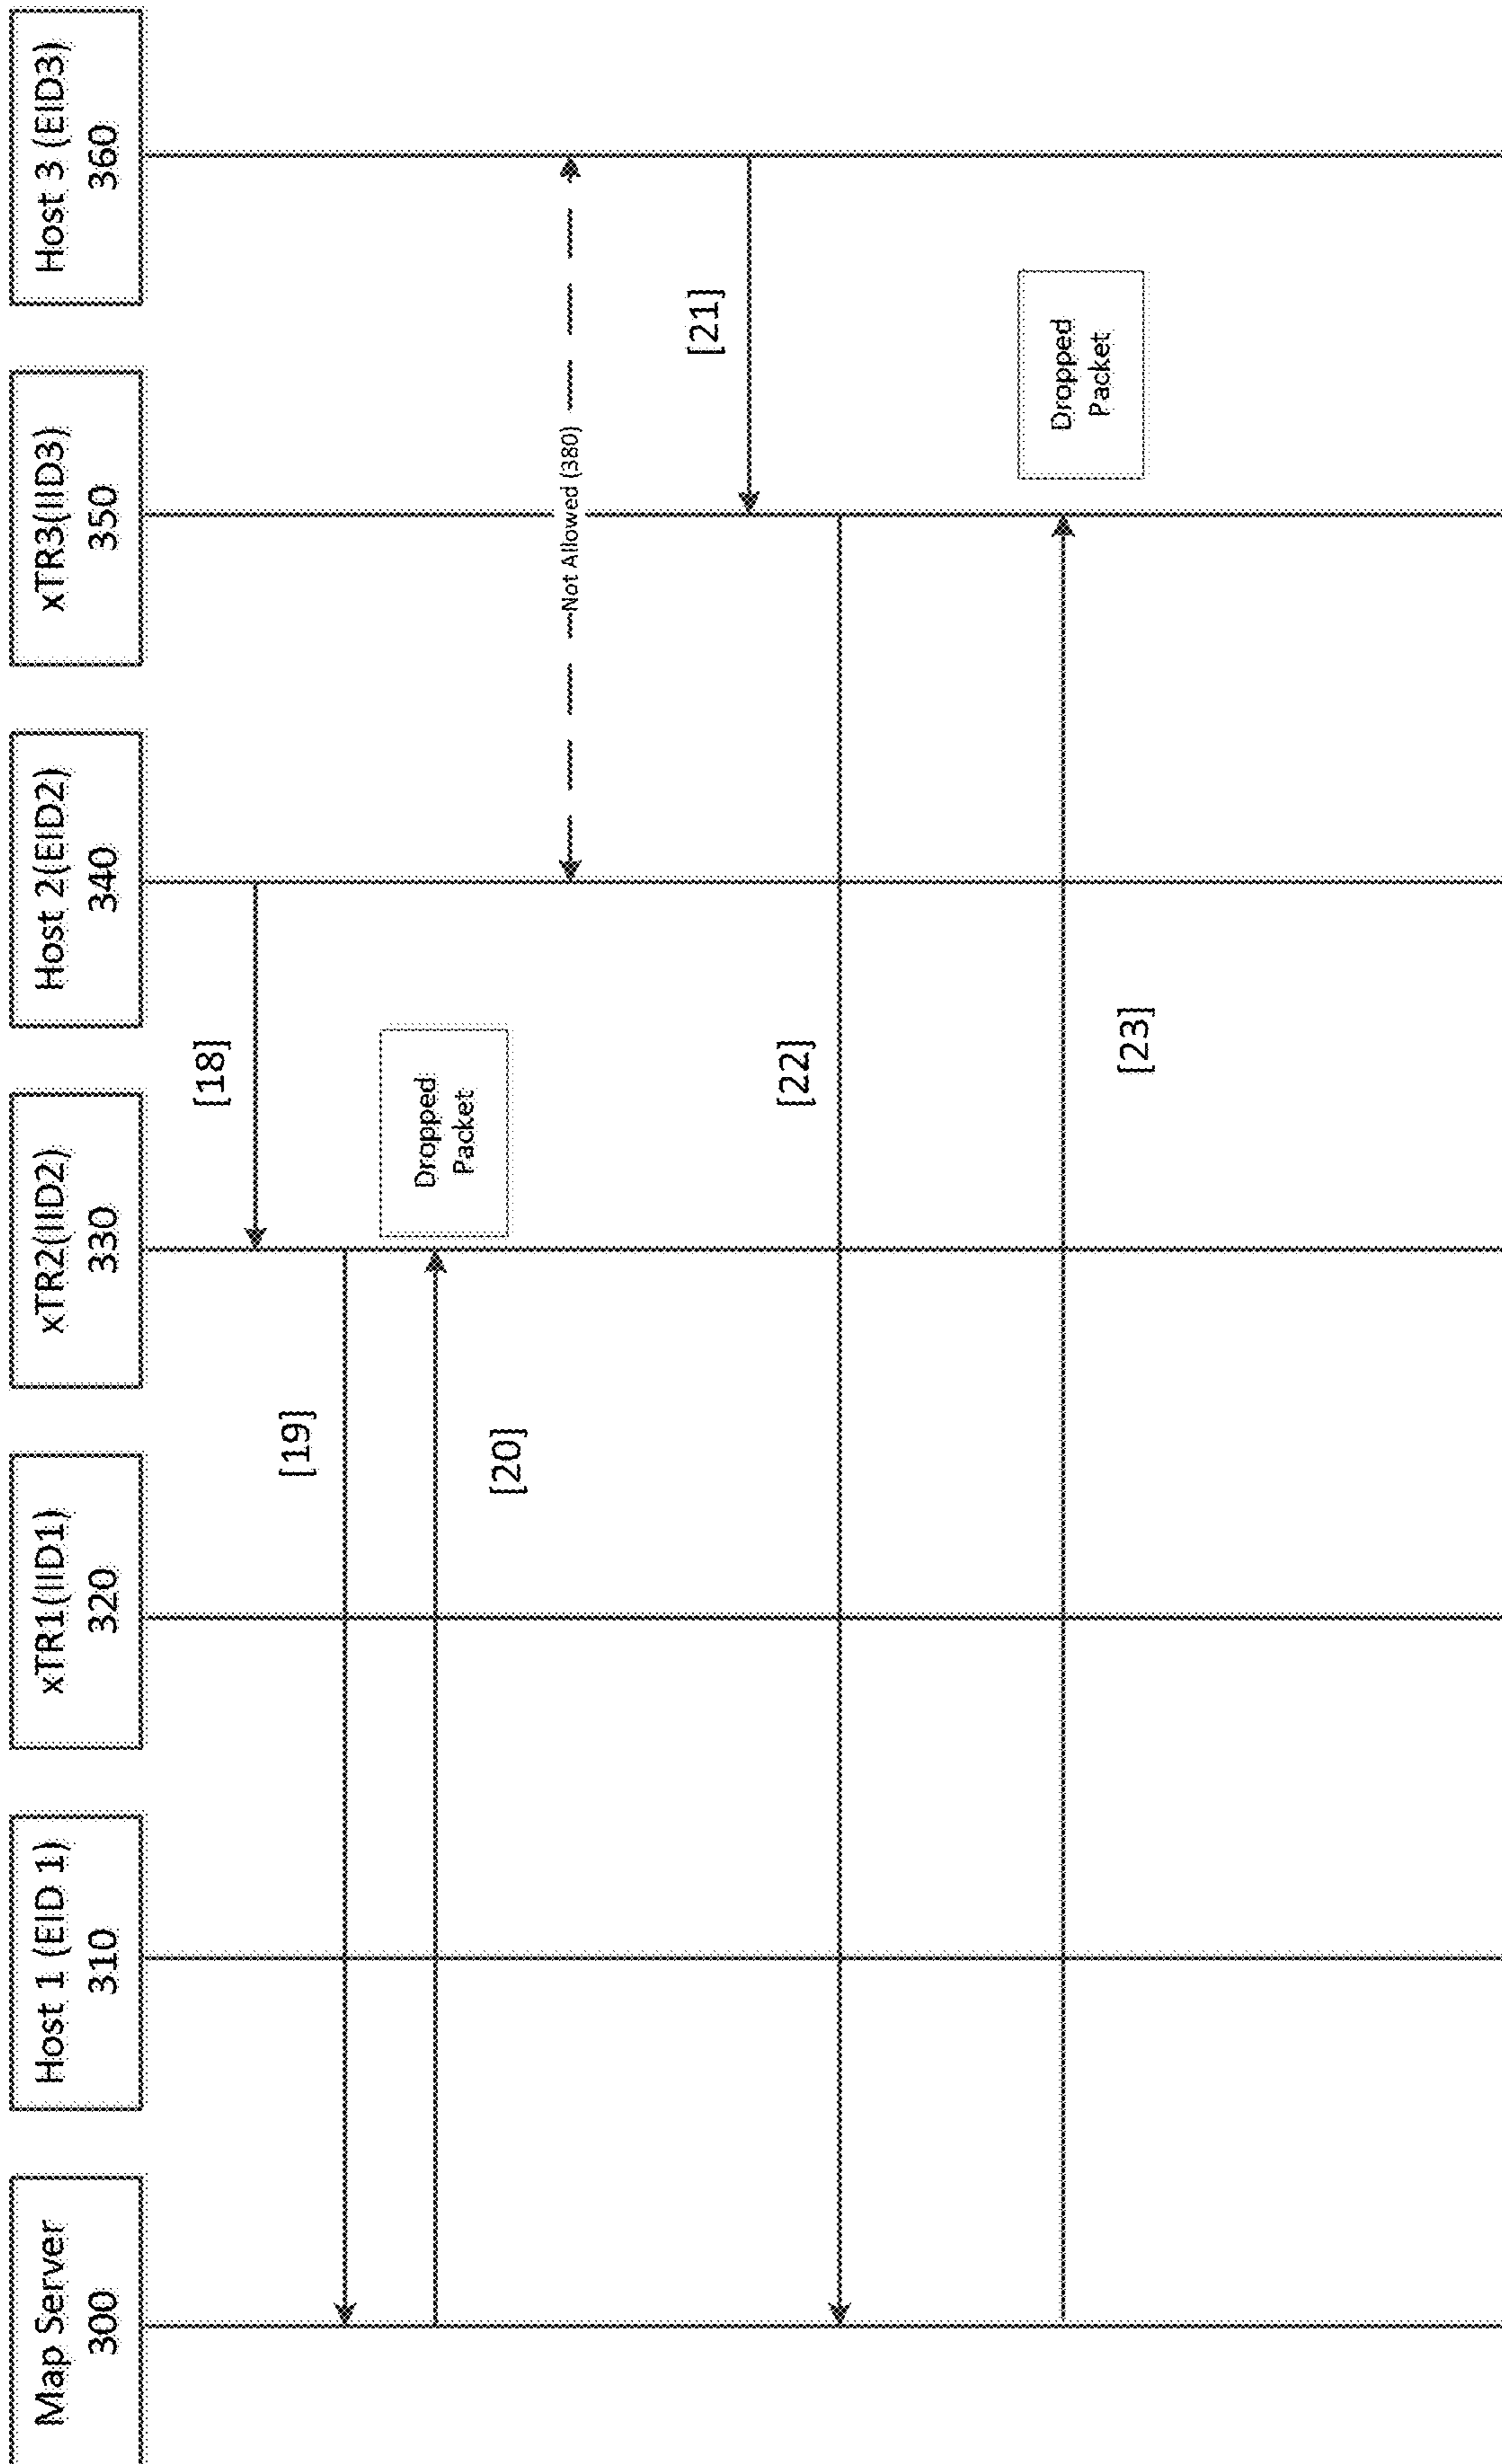 Map Server
300
Host 1 (EID 1)
310
xTR1(IID1)
320
xTR2(IID2)
330
Host 2(EID2)
340
xTR3(IID3)
350
Host 3 (EID3)
360
[18]
[19]
Dropped
Packet
[20]
Not Allowed (380)
[21]
[22]
Dropped
Packet
[23]